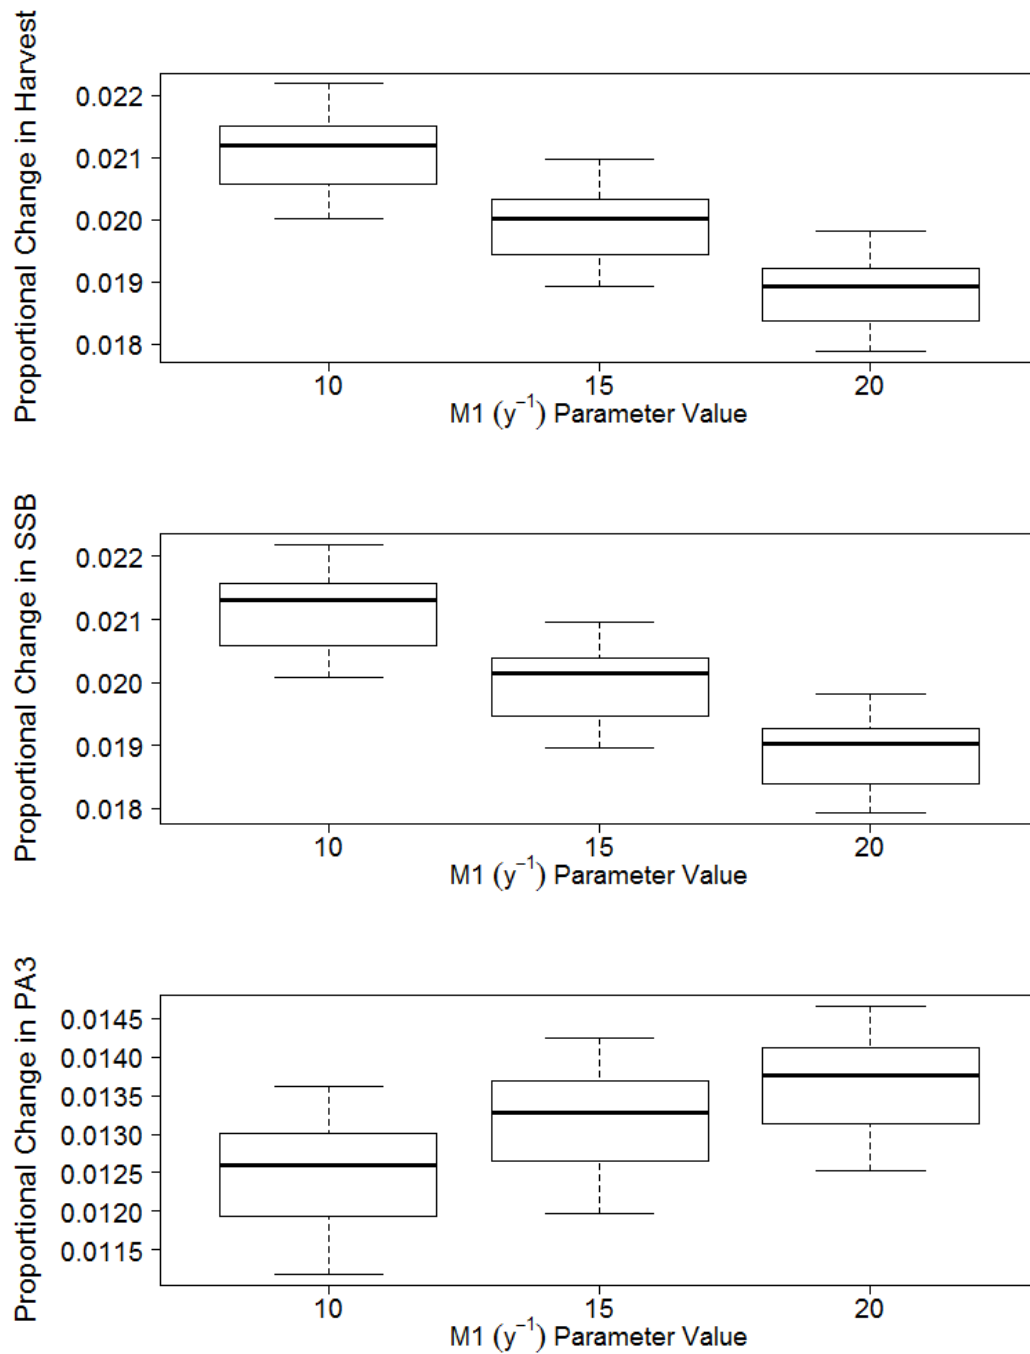 Proportional Change in Harvest
0.022
0.021
0.020
0.019
0.018
10 15 20
M1 (y⁻¹) Parameter Value
Proportional Change in SSB
0.022
0.021
0.020
0.019
0.018
10 15 20
M1 (y⁻¹) Parameter Value
Proportional Change in PA3
0.0145
0.0140
0.0135
0.0130
0.0125
0.0120
0.0115
10 15 20
M1 (y⁻¹) Parameter Value